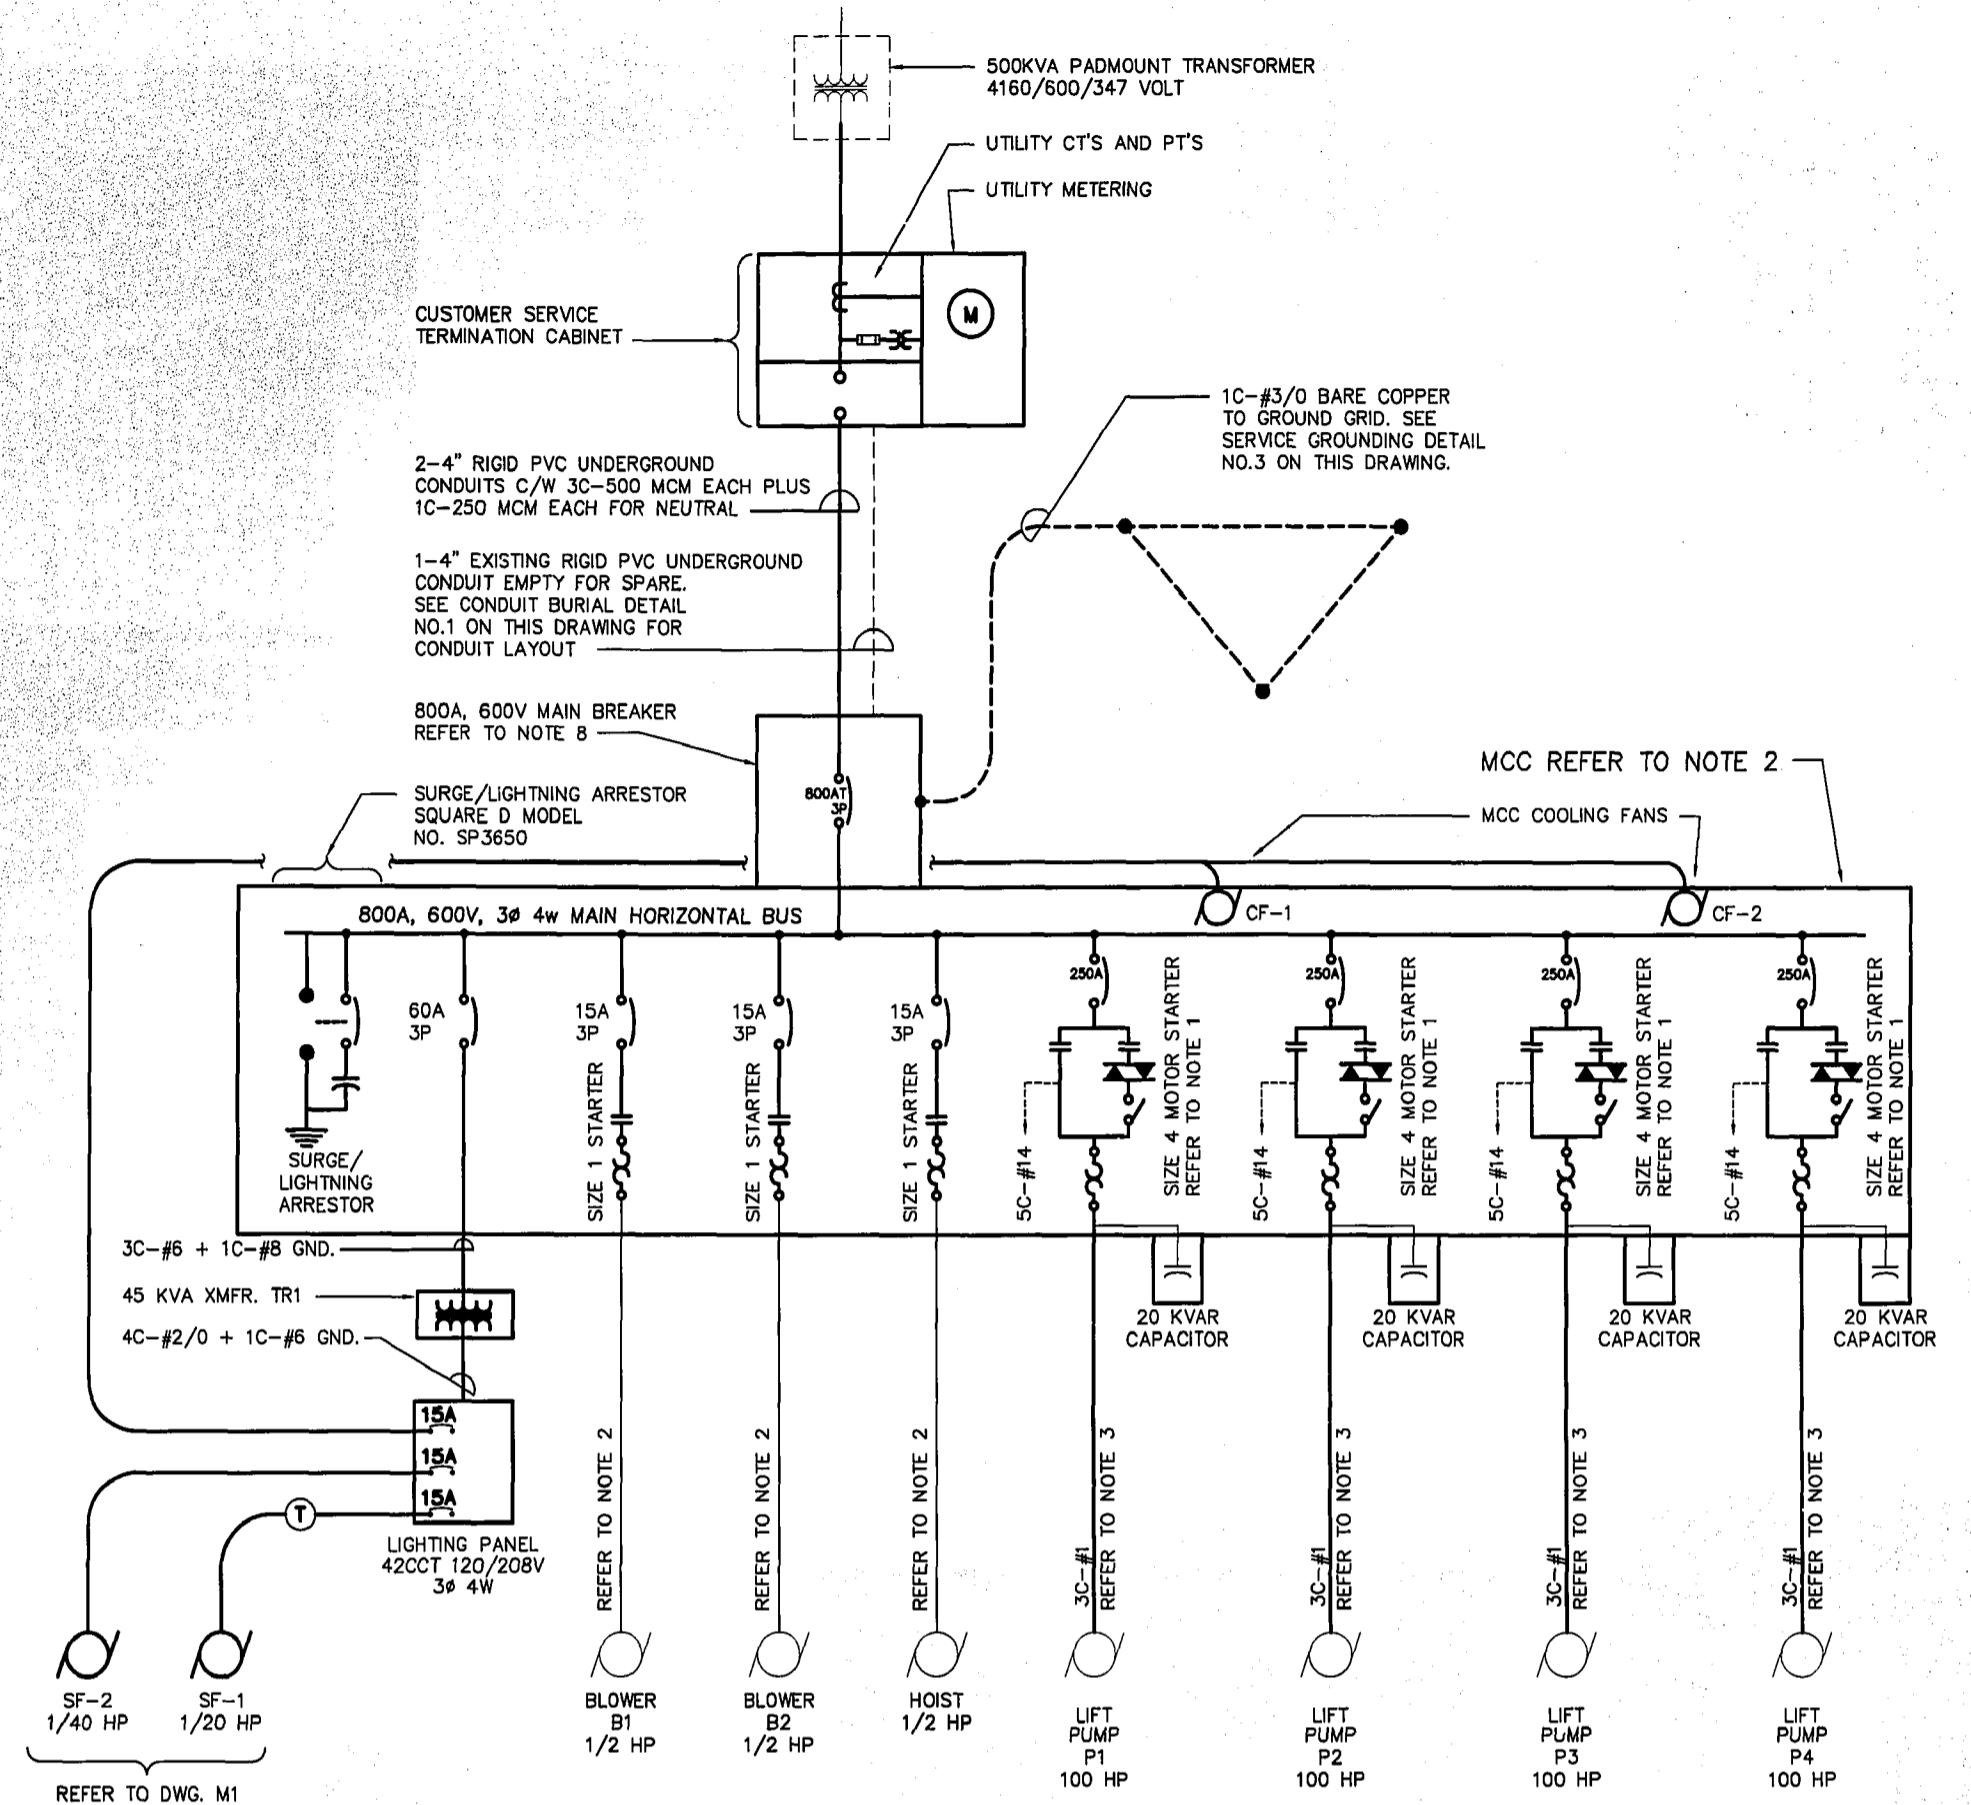 500KVA PADMOUNT TRANSFORMER
4160/600/347 VOLT
UTILITY CT'S AND PT'S
UTILITY METERING
CUSTOMER SERVICE
TERMINATION CABINET
M
1C-#3/0 BARE COPPER
TO GROUND GRID. SEE
SERVICE GROUNDING DETAIL
NO.3 ON THIS DRAWING.
2-4" RIGID PVC UNDERGROUND
CONDUITS C/W 3C-500 MCM EACH PLUS
1C-250 MCM EACH FOR NEUTRAL
1-4" EXISTING RIGID PVC UNDERGROUND
CONDUIT EMPTY FOR SPARE.
SEE CONDUIT BURIAL DETAIL
NO.1 ON THIS DRAWING FOR
CONDUIT LAYOUT
800A, 600V MAIN BREAKER
REFER TO NOTE 8
800AT
3P
MCC REFER TO NOTE 2
SURGE/LIGHTNING ARRESTOR
SQUARE D MODEL
NO. SP3650
MCC COOLING FANS
800A, 600V, 3ø 4w MAIN HORIZONTAL BUS
CF-1
CF-2
SURGE/
LIGHTNING
ARRESTOR
60A
3P
15A
3P
SIZE 1 STARTER
15A
3P
SIZE 1 STARTER
15A
3P
SIZE 1 STARTER
250A
5C-#14
SIZE 4 MOTOR STARTER
REFER TO NOTE 1
250A
5C-#14
SIZE 4 MOTOR STARTER
REFER TO NOTE 1
250A
5C-#14
SIZE 4 MOTOR STARTER
REFER TO NOTE 1
250A
5C-#14
SIZE 4 MOTOR STARTER
REFER TO NOTE 1
3C-#6 + 1C-#8 GND.
45 KVA XMFR. TR1
4C-#2/0 + 1C-#6 GND.
20 KVAR
CAPACITOR
20 KVAR
CAPACITOR
20 KVAR
CAPACITOR
20 KVAR
CAPACITOR
15A
15A
15A
T
LIGHTING PANEL
42CCT 120/208V
3ø 4W
REFER TO NOTE 2
REFER TO NOTE 2
REFER TO NOTE 2
3C-#1
REFER TO NOTE 3
3C-#1
REFER TO NOTE 3
3C-#1
REFER TO NOTE 3
3C-#1
REFER TO NOTE 3
SF-2
1/40 HP
SF-1
1/20 HP
REFER TO DWG. M1
BLOWER
B1
1/2 HP
BLOWER
B2
1/2 HP
HOIST
1/2 HP
LIFT
PUMP
P1
100 HP
LIFT
PUMP
P2
100 HP
LIFT
PUMP
P3
100 HP
LIFT
PUMP
P4
100 HP